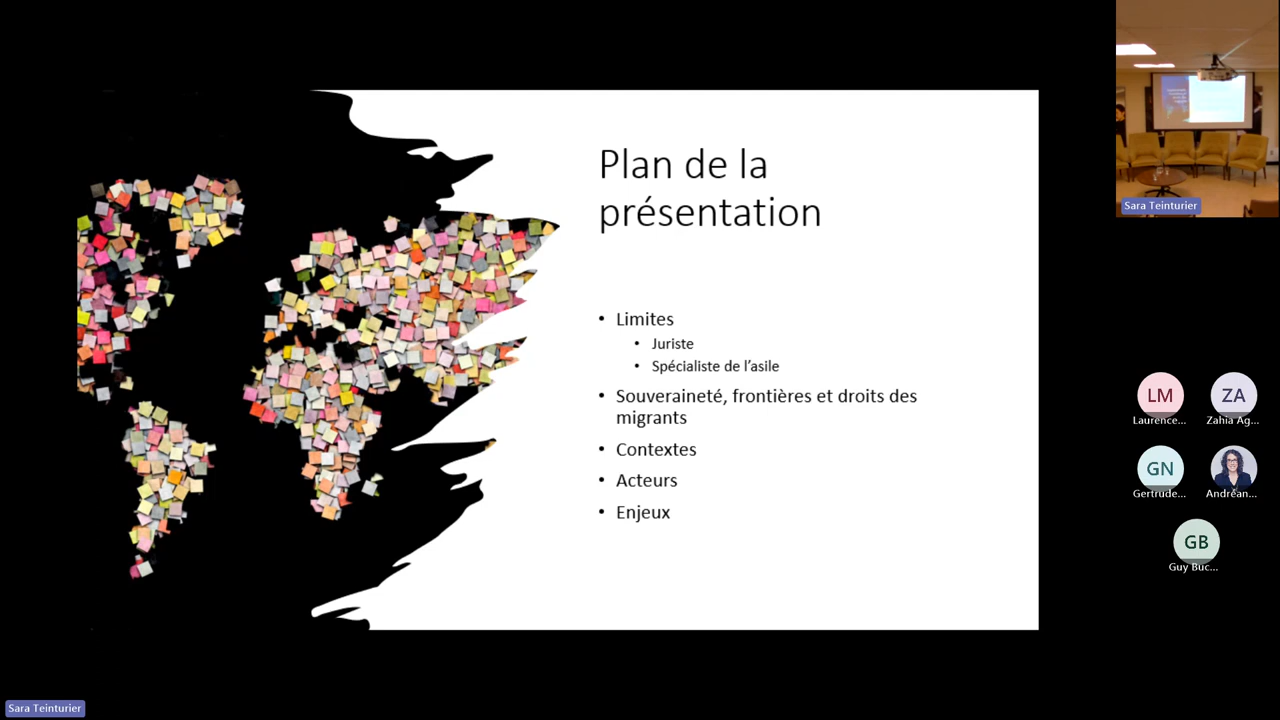 Plan de la
présentation
• Limites
• Juriste
• Spécialiste de l'asile
• Souveraineté, frontières et droits des
migrants
• Contextes
• Acteurs
• Enjeux
Sara Teinturier
LM
Laurence...
ZA
Zahia Ag...
GN
Gertrude...
Andréan...
GB
Guy Buc...
Sara Teinturier